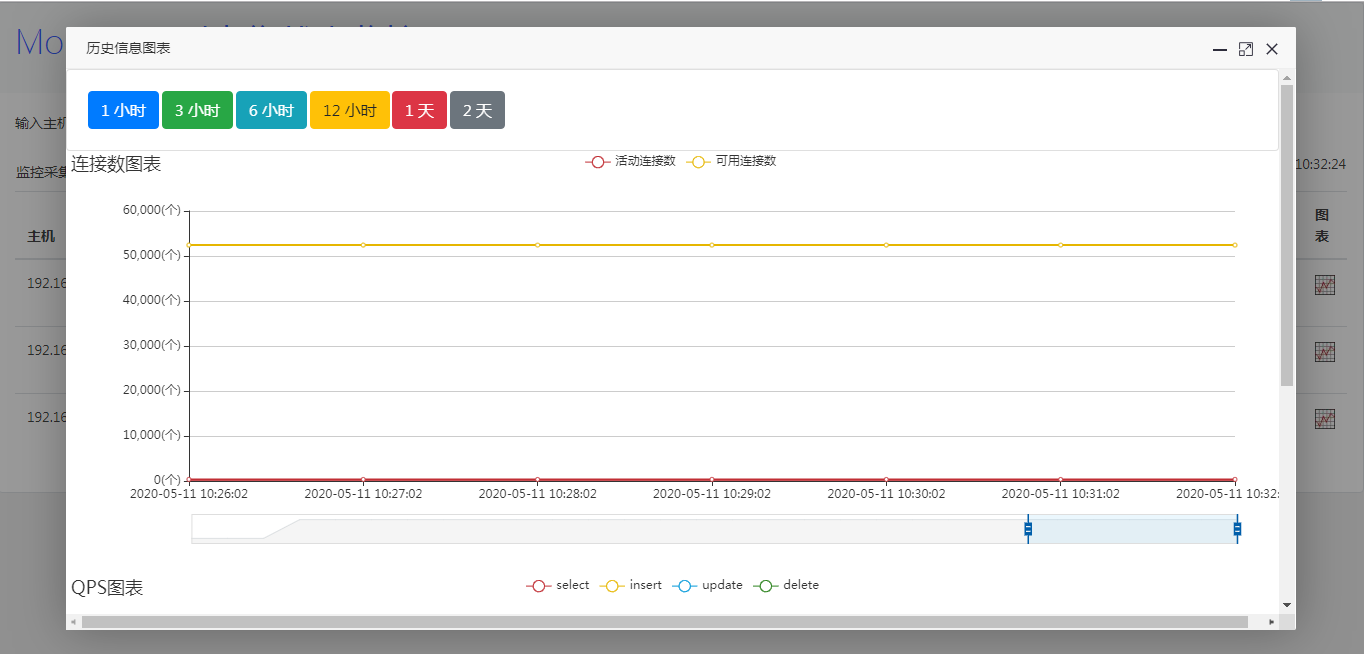 Mo
历史信息图表
1 小时 3 小时 6 小时 12 小时 1 天 2 天
输入主机
监控采集
10:32:24
连接数图表
活动连接数 可用连接数
主机
图表
192.16
192.16
192.16
60,000(个)
50,000(个)
40,000(个)
30,000(个)
20,000(个)
10,000(个)
0(个)
2020-05-11 10:26:02 2020-05-11 10:27:02 2020-05-11 10:28:02 2020-05-11 10:29:02 2020-05-11 10:30:02 2020-05-11 10:31:02 2020-05-11 10:32:
QPS图表
select insert update delete